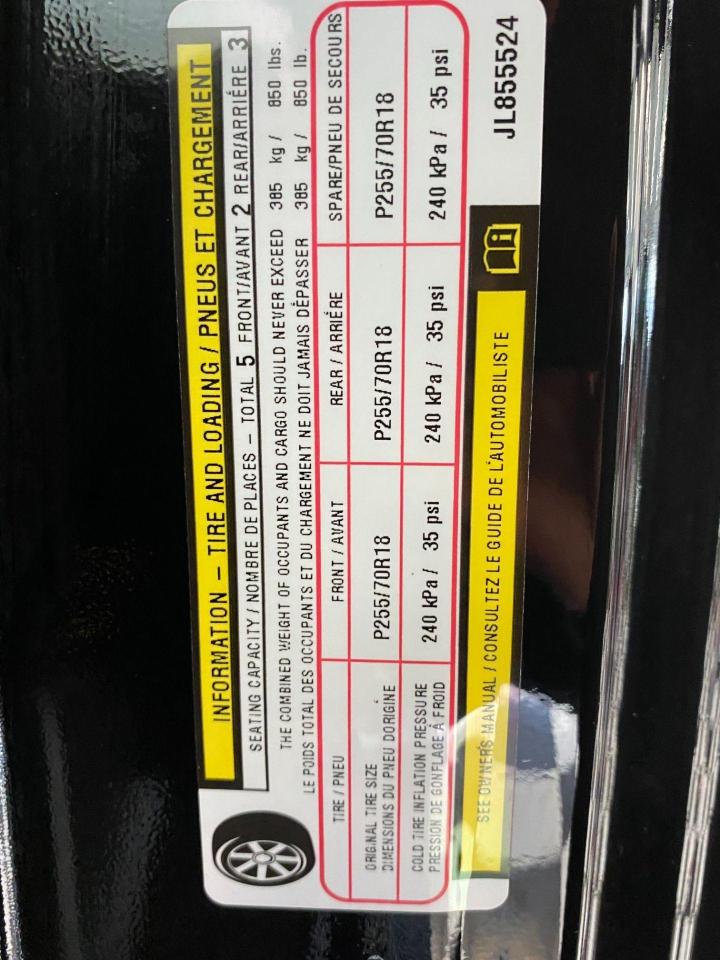 INFORMATION – TIRE AND LOADING / PNEUS ET CHARGEMENT
SEATING CAPACITY / NOMBRE DE PLACES – TOTAL 5 FRONT/AVANT 2 REAR/ARRIÉRE 3
THE COMBINED WEIGHT OF OCCUPANTS AND CARGO SHOULD NEVER EXCEED 385 kg / 850 lbs.
LE POIDS TOTAL DES OCCUPANTS ET DU CHARGEMENT NE DOIT JAMAIS DÉPASSER 385 kg / 850 lb.
TIRE / PNEU FRONT / AVANT REAR / ARRIÉRE SPARE/PNEU DE SECOURS
ORIGINAL TIRE SIZE
DIMENSIONS DU PNEU DORIGINE P255/70R18 P255/70R18 P255/70R18
COLD TIRE INFLATION PRESSURE
PRESSION DE GONFLAGE Á FROID 240 kPa / 35 psi 240 kPa / 35 psi 240 kPa / 35 psi
SEE OWNER'S MANUAL / CONSULTEZ LE GUIDE DE L'AUTOMOBILISTE
JL855524